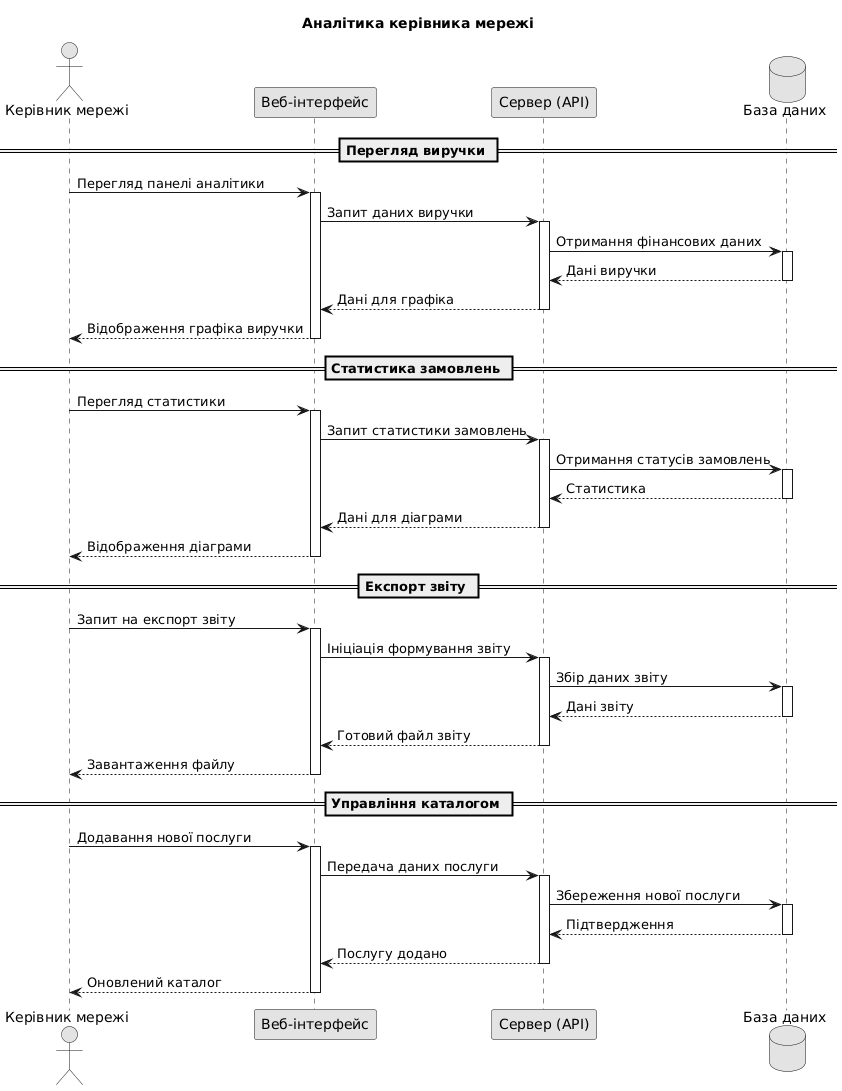 Аналітика керівника мережі
Керівник мережі
Веб-інтерфейс
Сервер (API)
База даних
Перегляд виручки
Перегляд панелі аналітики
Запит даних виручки
Отримання фінансових даних
Дані виручки
Дані для графіка
Відображення графіка виручки
Статистика замовлень
Перегляд статистики
Запит статистики замовлень
Отримання статусів замовлень
Статистика
Дані для діаграми
Відображення діаграми
Експорт звіту
Запит на експорт звіту
Ініціація формування звіту
Збір даних звіту
Дані звіту
Готовий файл звіту
Завантаження файлу
Управління каталогом
Додавання нової послуги
Передача даних послуги
Збереження нової послуги
Підтвердження
Послугу додано
Оновлений каталог
Керівник мережі
Веб-інтерфейс
Сервер (API)
База даних